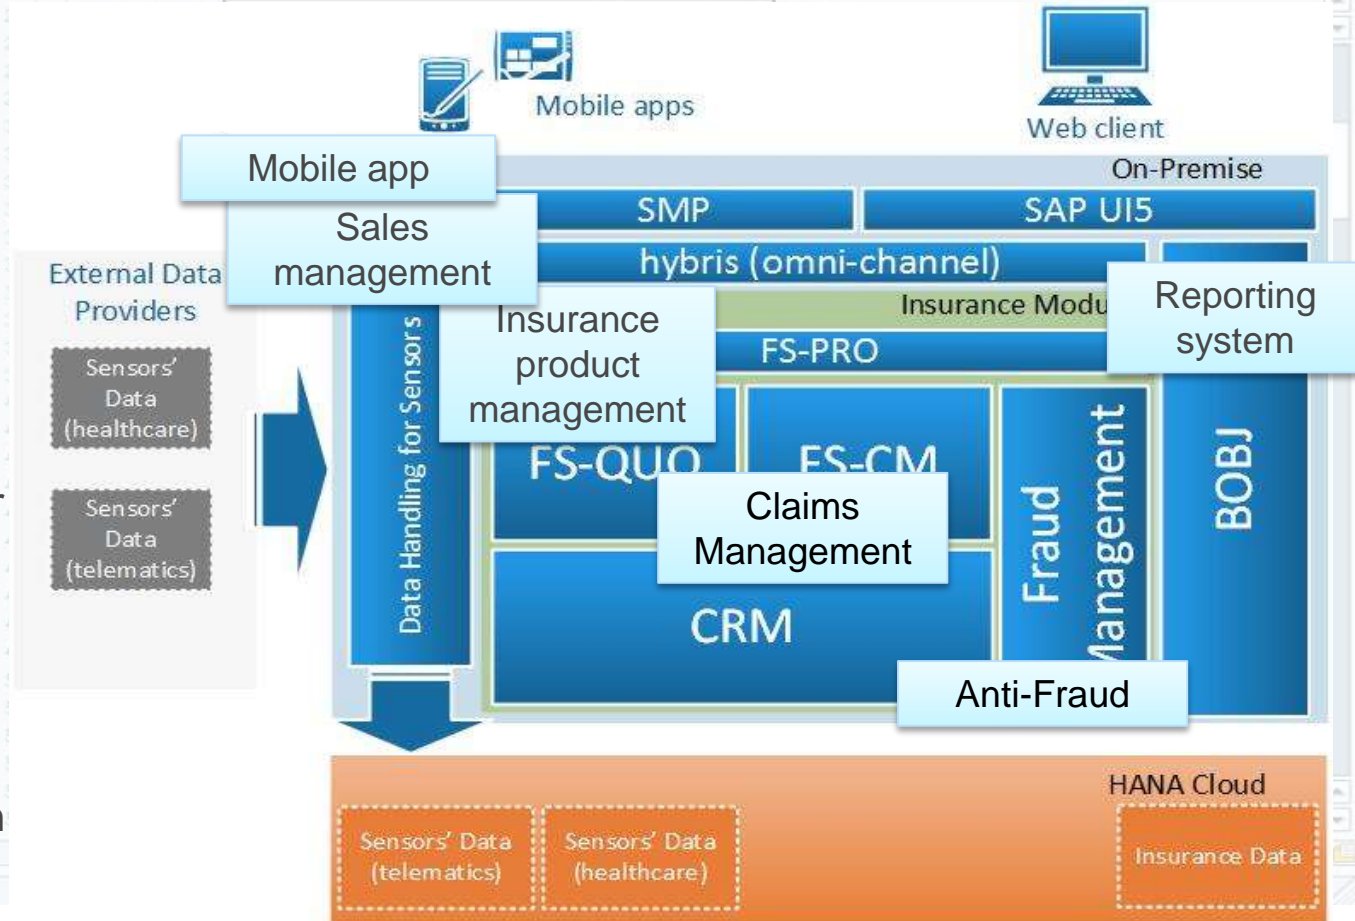 Mobile apps
Web client
Mobile app
On-Premise
SMP
SAP UI5
Sales
management
hybris (omni-channel)
External Data
Providers
Reporting
system
Insurance
product
management
Insurance Modu
FS-PRO
Sensors'
Data
(healthcare)
Sensors'
Data
(telematics)
Data Handling for Sensors
FS-QUO
FS-CM
Fraud
Management
BOBJ
Claims
Management
CRM
Anti-Fraud
HANA Cloud
Sensors' Data
(telematics)
Sensors' Data
(healthcare)
Insurance Data